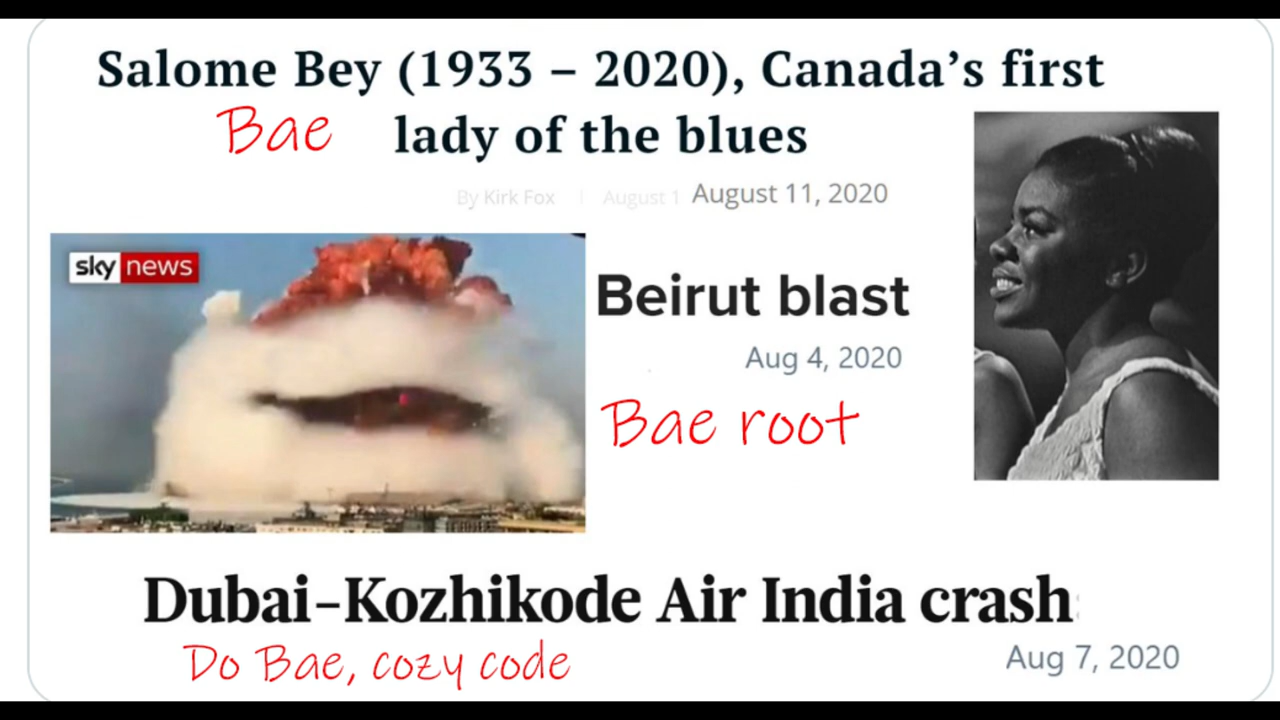 Salome Bey (1933 – 2020), Canada’s first
Bae lady of the blues
By Kirk Fox | August 1 August 11, 2020
sky news
Beirut blast
Aug 4, 2020
Bae root
Dubai–Kozhikode Air India crash
Do Bae, cozy code
Aug 7, 2020